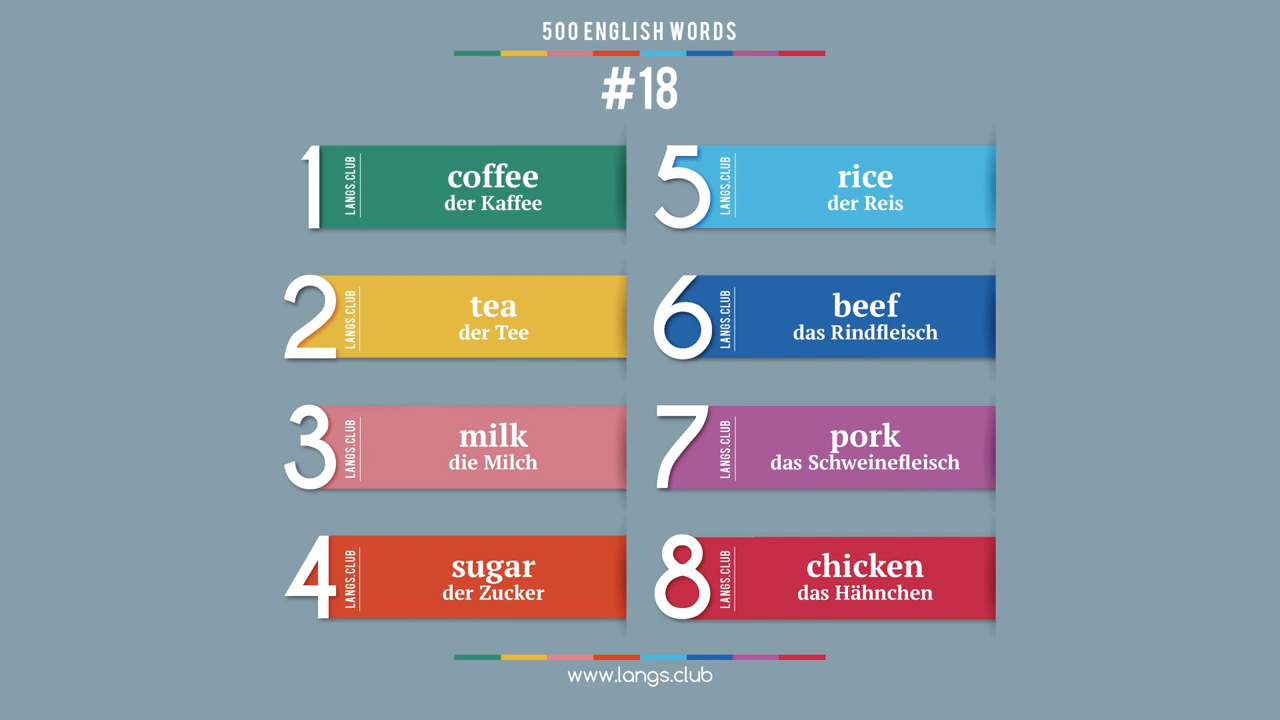 500 ENGLISH WORDS
#18
1
LANGS.CLUB
coffee
der Kaffee
2
LANGS.CLUB
tea
der Tee
3
LANGS.CLUB
milk
die Milch
4
LANGS.CLUB
sugar
der Zucker
5
LANGS.CLUB
rice
der Reis
6
LANGS.CLUB
beef
das Rindfleisch
7
LANGS.CLUB
pork
das Schweinefleisch
8
LANGS.CLUB
chicken
das Hähnchen
www.langs.club